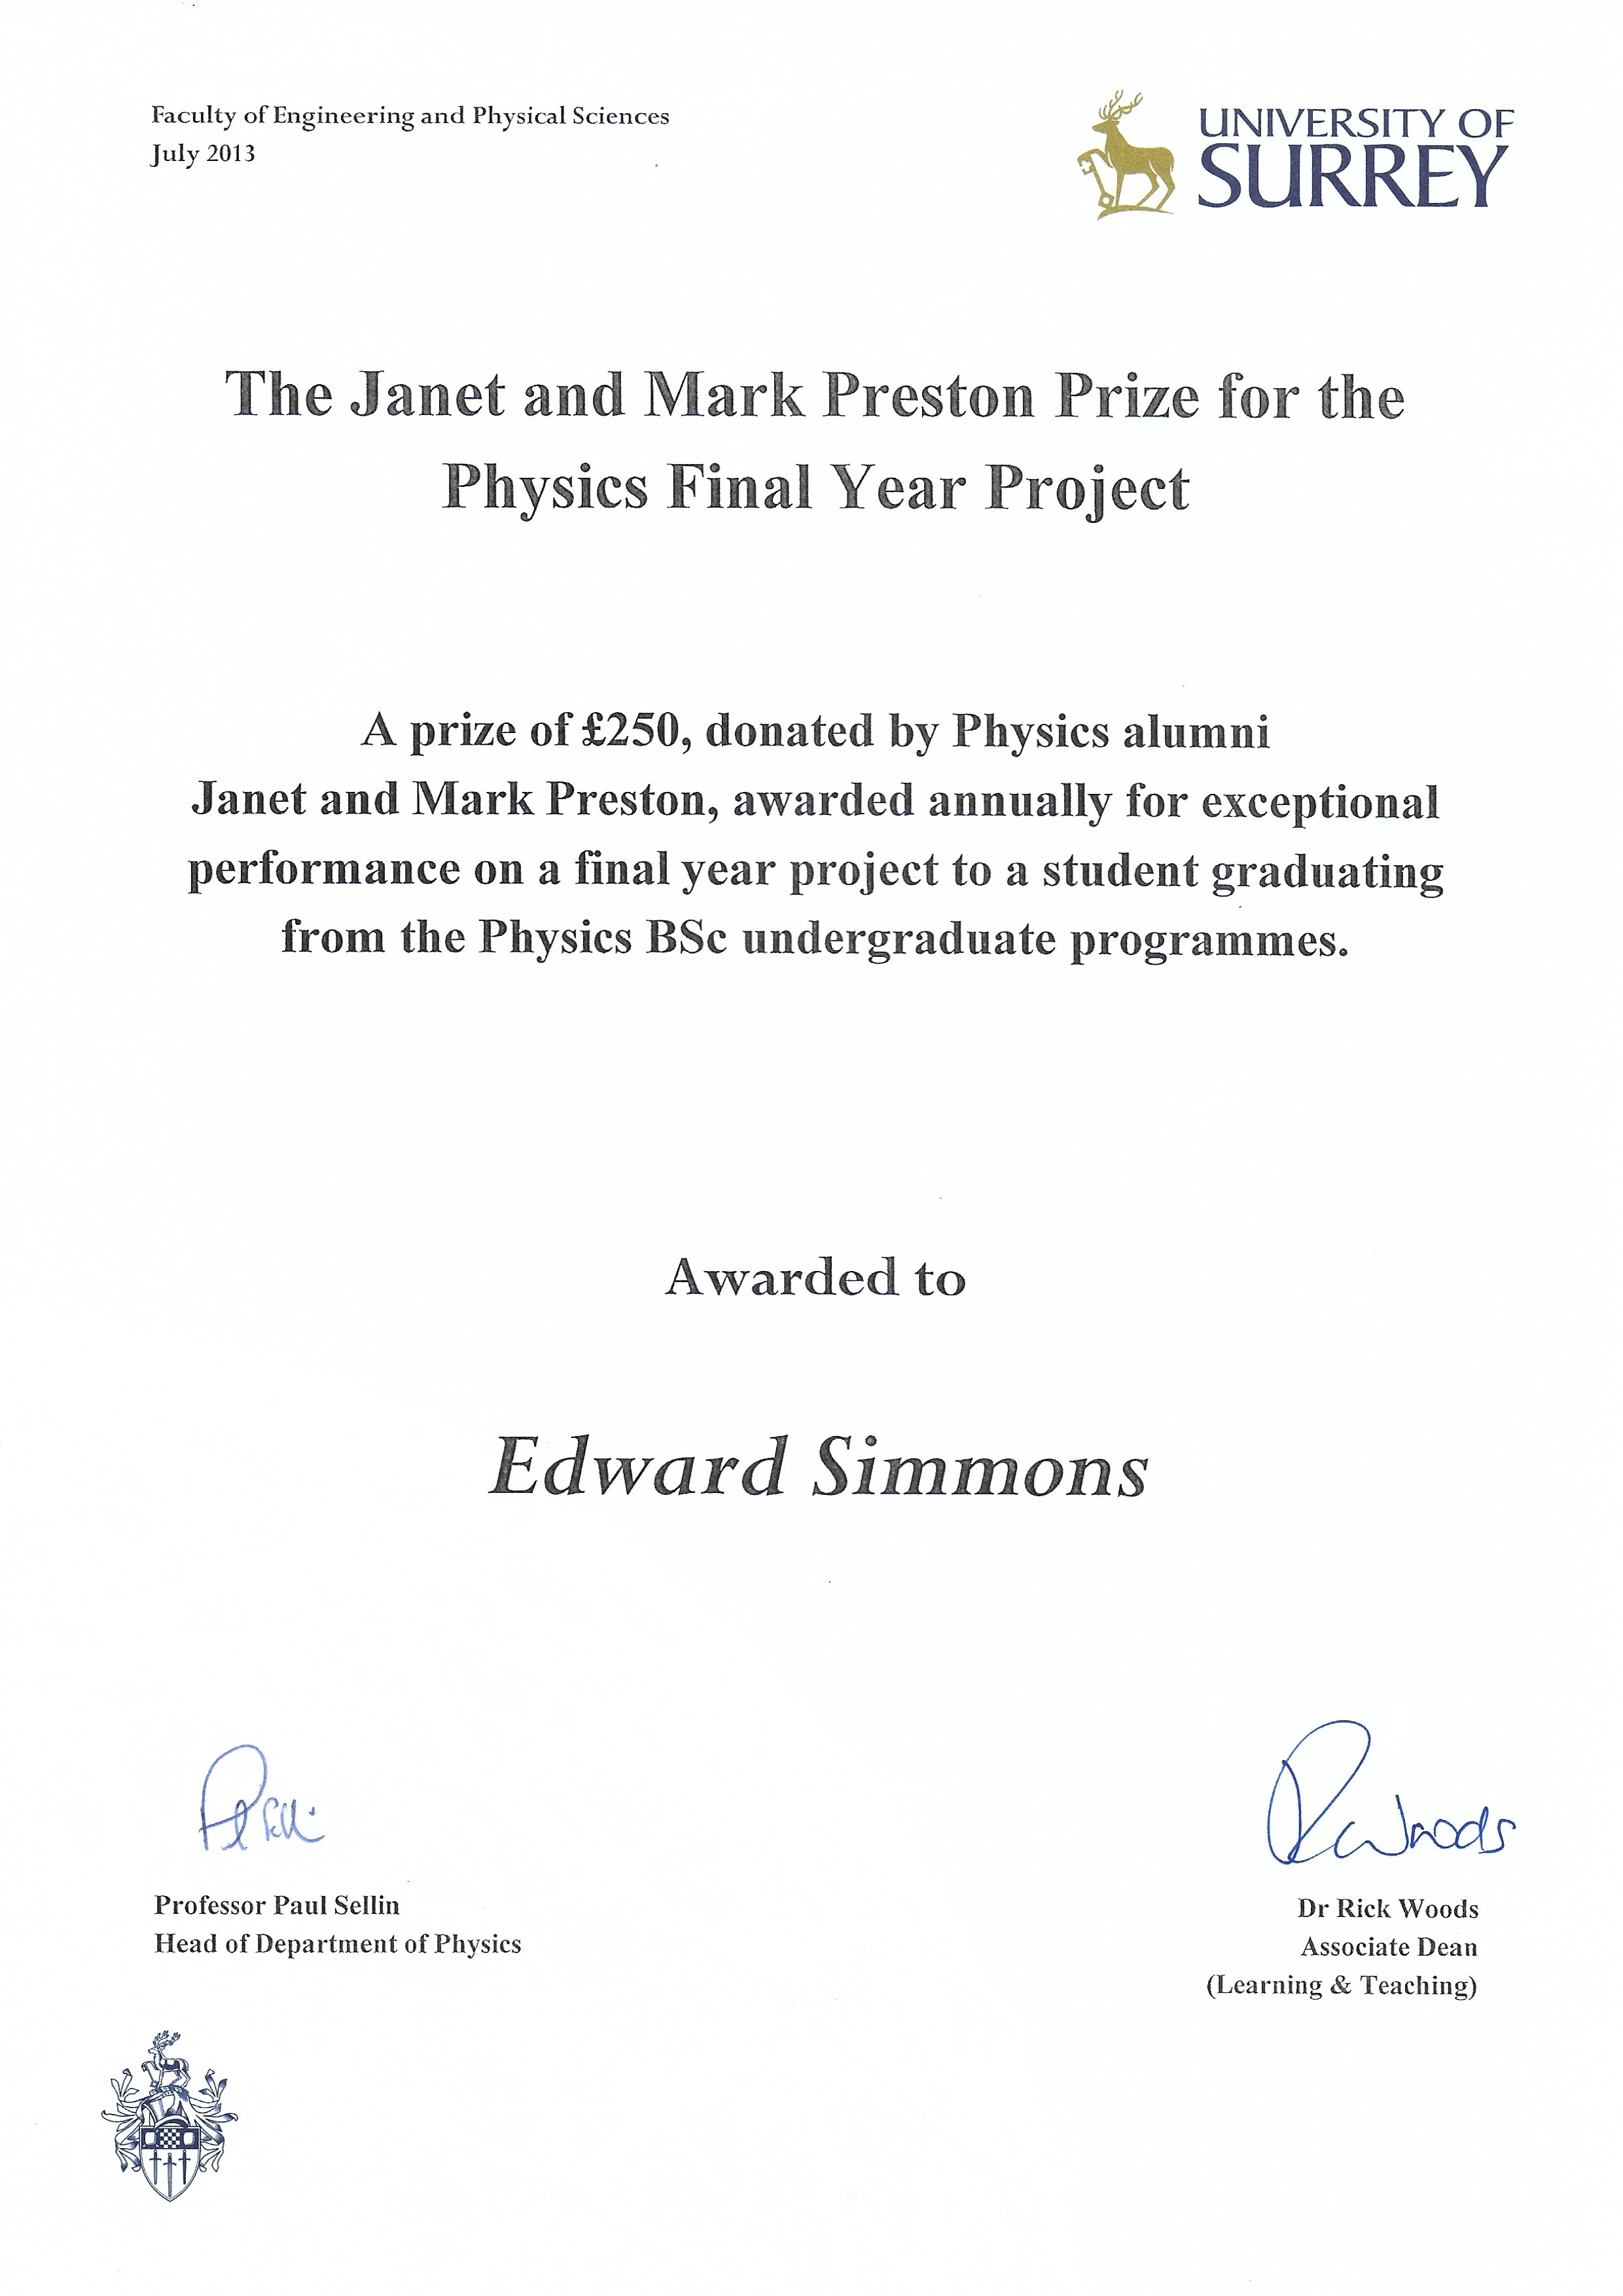 Faculty of Engineering and Physical Sciences
July 2013
UNIVERSITY OF
SURREY
The Janet and Mark Preston Prize for the
Physics Final Year Project
A prize of £250, donated by Physics alumni
Janet and Mark Preston, awarded annually for exceptional
performance on a final year project to a student graduating
from the Physics BSc undergraduate programmes.
Awarded to
Edward Simmons
RWoods
Professor Paul Sellin
Head of Department of Physics
Dr Rick Woods
Associate Dean
(Learning & Teaching)